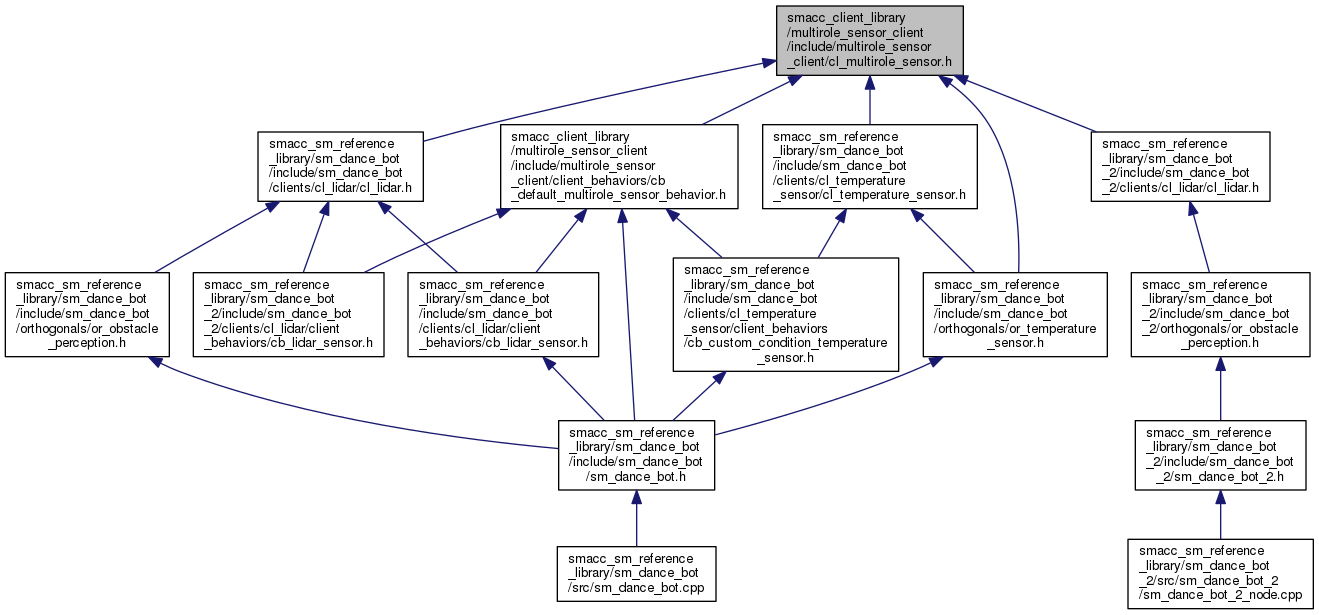 smacc_client_library
/multirole_sensor_client
/include/multirole_sensor
_client/cl_multirole_sensor.h
smacc_sm_reference
_library/sm_dance_bot
/include/sm_dance_bot
/clients/cl_lidar/cl_lidar.h
smacc_client_library
/multirole_sensor_client
/include/multirole_sensor
_client/client_behaviors/cb
_default_multirole_sensor_behavior.h
smacc_sm_reference
_library/sm_dance_bot
/include/sm_dance_bot
/clients/cl_temperature
_sensor/cl_temperature_sensor.h
smacc_sm_reference
_library/sm_dance_bot
_2/include/sm_dance_bot
_2/clients/cl_lidar/cl_lidar.h
smacc_sm_reference
_library/sm_dance_bot
/include/sm_dance_bot
/orthogonals/or_obstacle
_perception.h
smacc_sm_reference
_library/sm_dance_bot
_2/include/sm_dance_bot
_2/clients/cl_lidar/client
_behaviors/cb_lidar_sensor.h
smacc_sm_reference
_library/sm_dance_bot
/include/sm_dance_bot
/clients/cl_lidar/client
_behaviors/cb_lidar_sensor.h
smacc_sm_reference
_library/sm_dance_bot
/include/sm_dance_bot
/clients/cl_temperature
_sensor/client_behaviors
/cb_custom_condition_temperature
_sensor.h
smacc_sm_reference
_library/sm_dance_bot
/include/sm_dance_bot
/orthogonals/or_temperature
_sensor.h
smacc_sm_reference
_library/sm_dance_bot
_2/include/sm_dance_bot
_2/orthogonals/or_obstacle
_perception.h
smacc_sm_reference
_library/sm_dance_bot
/include/sm_dance_bot
/sm_dance_bot.h
smacc_sm_reference
_library/sm_dance_bot
_2/include/sm_dance_bot
_2/sm_dance_bot_2.h
smacc_sm_reference
_library/sm_dance_bot
/src/sm_dance_bot.cpp
smacc_sm_reference
_library/sm_dance_bot
_2/src/sm_dance_bot_2
/sm_dance_bot_2_node.cpp